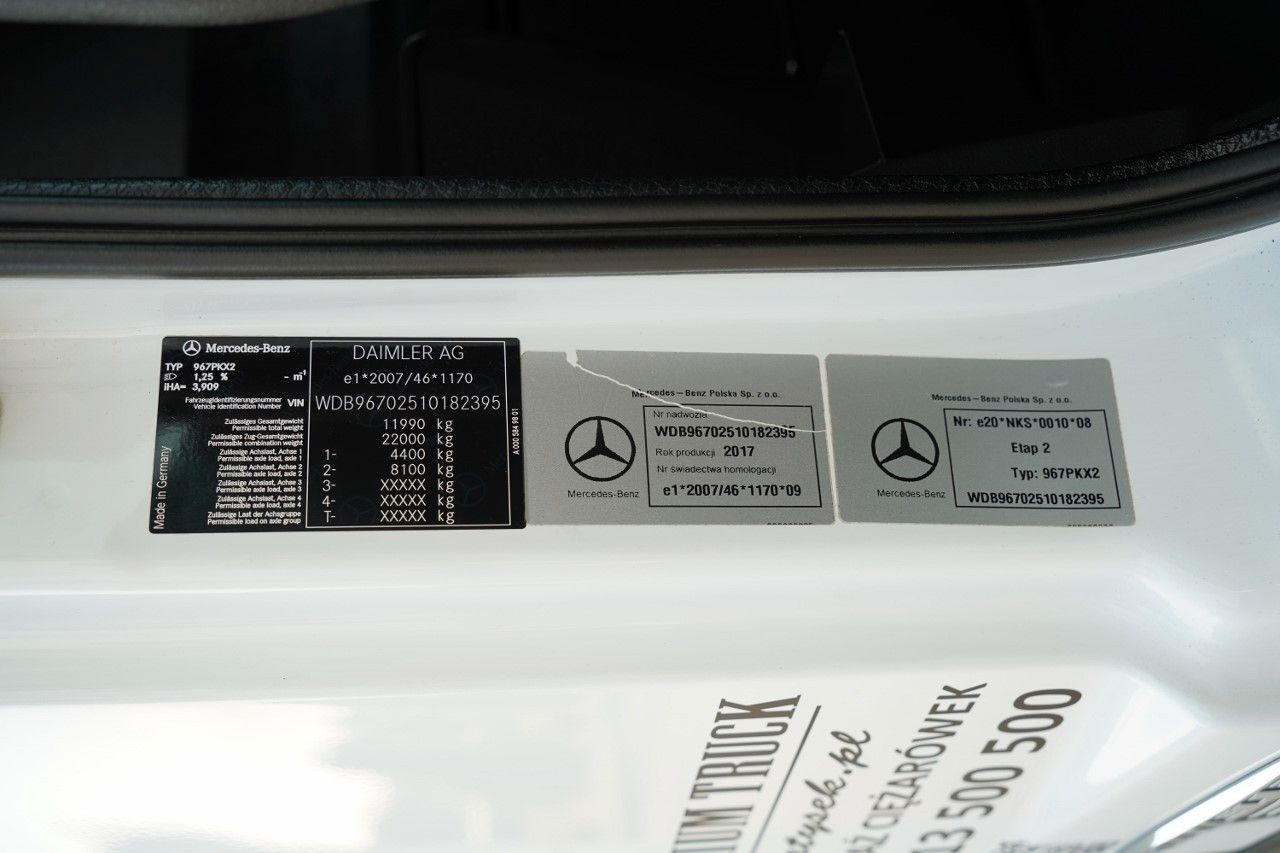 Mercedes-Benz
TYP 967PKX2
1,25 % - m⁻¹
iHA= 3,909
Fahrzeugidentifizierungsnummer
Vehicle Identification Number VIN
Zulässiges Gesamtgewicht
Permissible total weight
Zulässiges Zug-Gesamtgewicht
Permissible combination weight
Zulässige Achslast, Achse 1
Permissible axle load, axle 1
Zulässige Achslast, Achse 2
Permissible axle load, axle 2
Zulässige Achslast, Achse 3
Permissible axle load, axle 3
Zulässige Achslast, Achse 4
Permissible axle load, axle 4
Zulässige Last der Achsgruppe
Permissible load on axle group
Made in Germany
DAIMLER AG
e1*2007/46*1170
WDB96702510182395
11990 kg
22000 kg
1- 4400 kg
2- 8100 kg
3- XXXXX kg
4- XXXXX kg
T- XXXXX kg
A 000 584 98 01
Mercedes-Benz Polska Sp. z o.o.
Nr nadwozia
WDB96702510182395
Rok produkcji 2017
Nr świadectwa homologacji
e1*2007/46*1170*09
Mercedes-Benz
Mercedes-Benz Polska Sp. z o.o.
Nr: e20*NKS*0010*08
Etap 2
Typ: 967PKX2
WDB96702510182395
Mercedes-Benz
TRUCK
CIĘŻARÓWEK
500 500